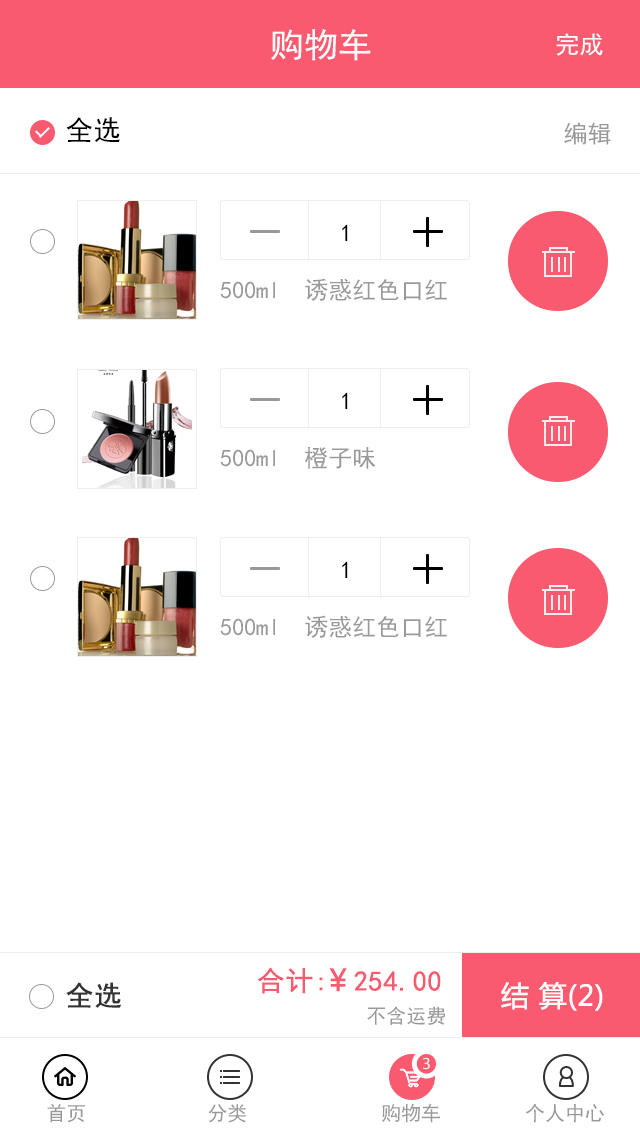 购物车
完成
全选
编辑
1
500ml 诱惑红色口红
1
500ml 橙子味
1
500ml 诱惑红色口红
全选
合计:¥254.00
不含运费
结 算(2)
3
首页
分类
购物车
个人中心